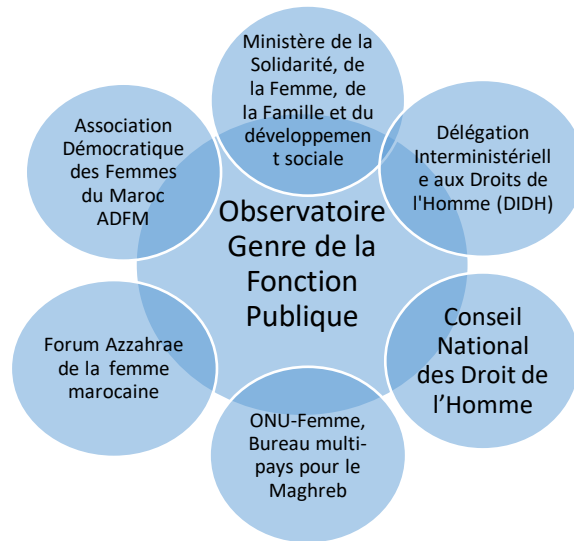 Ministère de la
Solidarité, de
la Femme, de
la Famille et du
développemen
t sociale
Délégation
Interministériell
e aux Droits de
l'Homme (DIDH)
Conseil
National
des Droit de
l’Homme
ONU-Femme,
Bureau multi-
pays pour le
Maghreb
Forum Azzahrae
de la femme
marocaine
Association
Démocratique
des Femmes
du Maroc
ADFM
Observatoire
Genre de la
Fonction
Publique